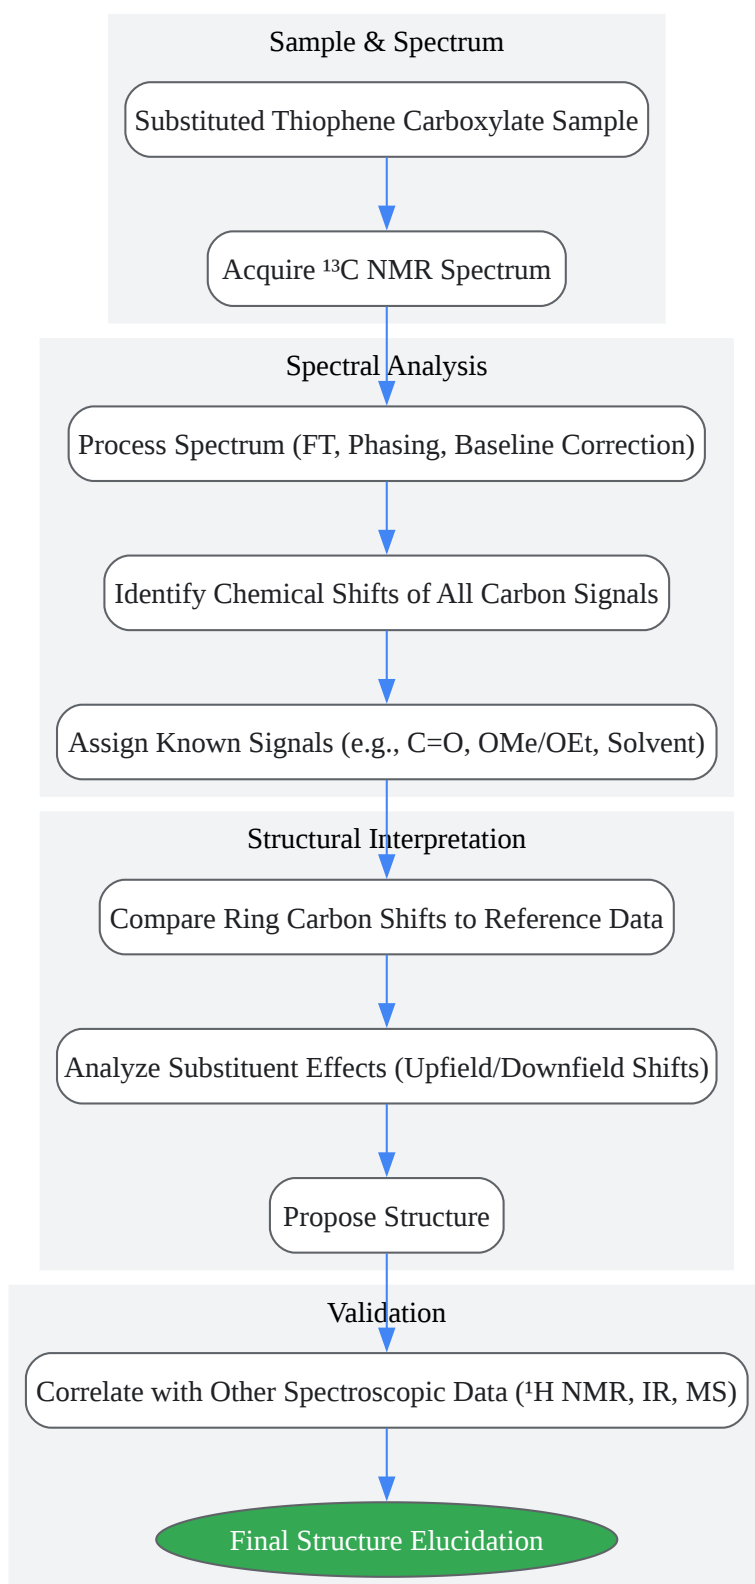 Sample & Spectrum
Substituted Thiophene Carboxylate Sample
Acquire ¹³C NMR Spectrum
Spectral Analysis
Process Spectrum (FT, Phasing, Baseline Correction)
Identify Chemical Shifts of All Carbon Signals
Assign Known Signals (e.g., C=O, OMe/OEt, Solvent)
Structural Interpretation
Compare Ring Carbon Shifts to Reference Data
Analyze Substituent Effects (Upfield/Downfield Shifts)
Propose Structure
Validation
Correlate with Other Spectroscopic Data (¹H NMR, IR, MS)
Final Structure Elucidation